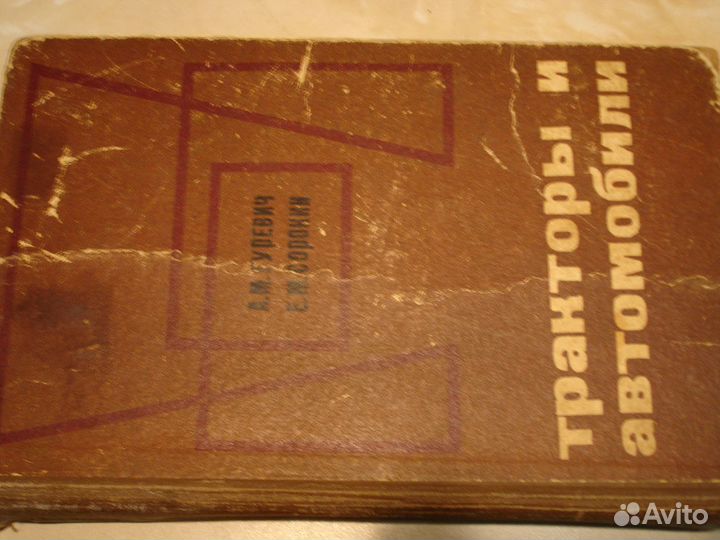 А.М. ГУРЕВИЧ
Е.М. СОРОКИН
тракторы и
автомобили
Avito